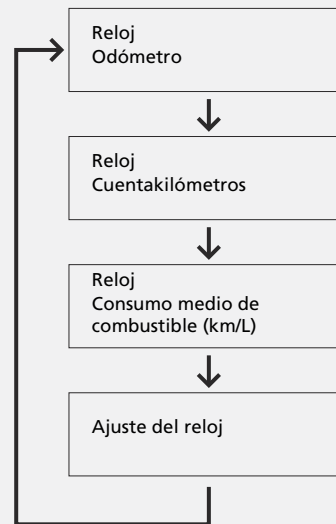 Reloj
Odómetro
Reloj
Cuentakilómetros
Reloj
Consumo medio de
combustible (km/L)
Ajuste del reloj